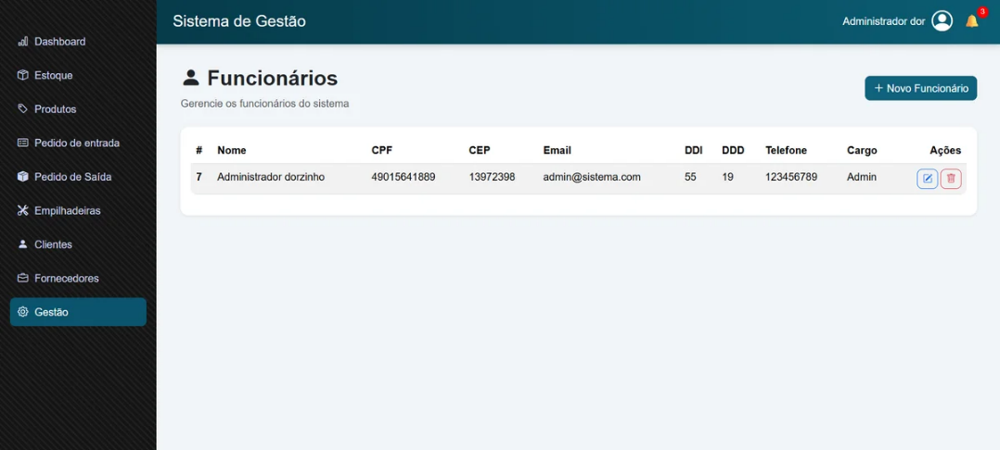 Sistema de Gestão
Administrador dor
3
Dashboard
Estoque
Produtos
Pedido de entrada
Pedido de Saída
Empilhadeiras
Clientes
Fornecedores
Gestão
Funcionários
Gerencie os funcionários do sistema
+ Novo Funcionário
# Nome CPF CEP Email DDI DDD Telefone Cargo Ações
7 Administrador dorzinho 49015641889 13972398 admin@sistema.com 55 19 123456789 Admin